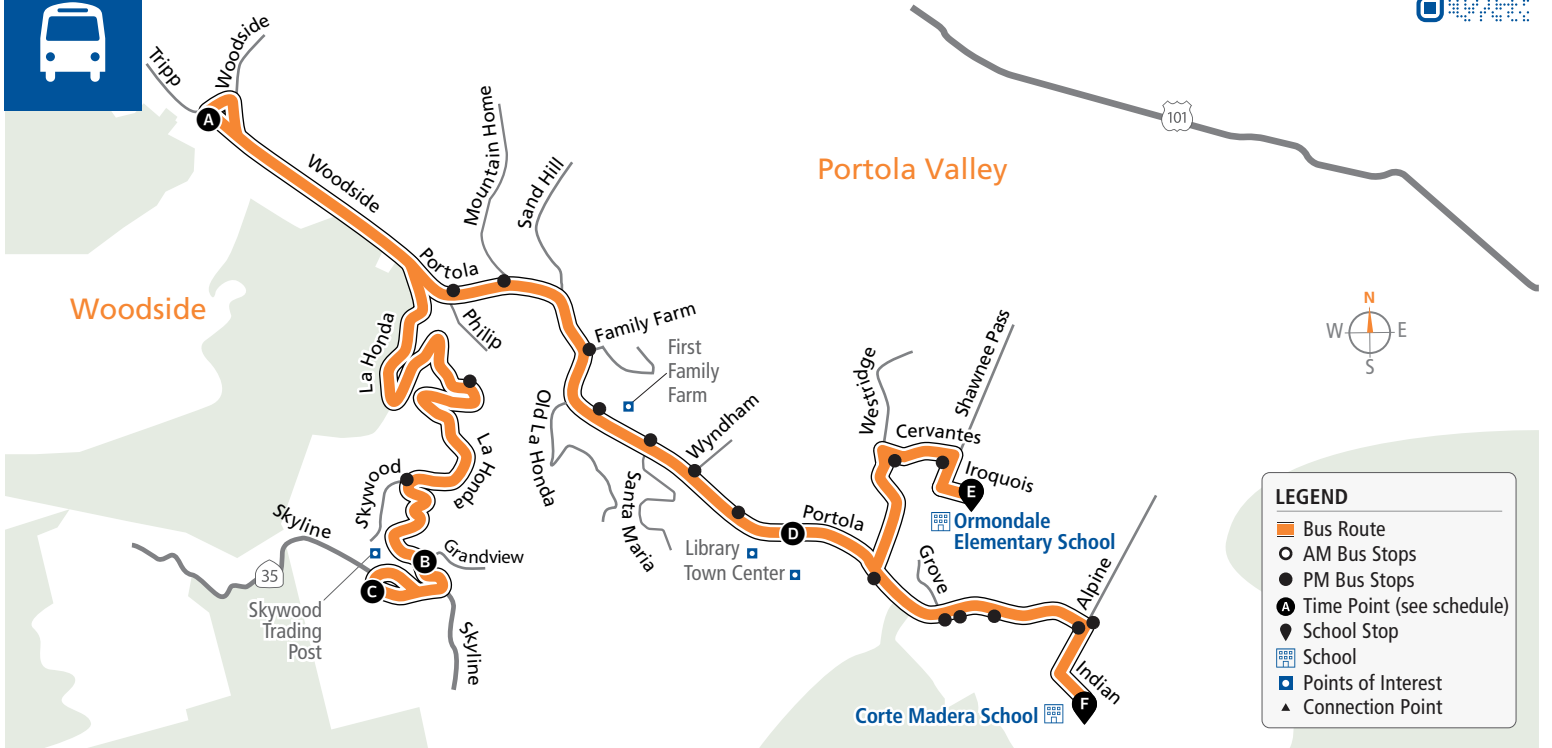 Tripp
Woodside
A
Woodside
Mountain Home
Sand Hill
101
Portola Valley
Portola
Woodside
Philip
La Honda
Family Farm
First
Family
Farm
N
W
E
S
Old La Honda
Wyndham
Westridge
Shawnee Pass
Cervantes
Iroquois
E
La Honda
Skywood
Santa Maria
Skyline
35
B
Grandview
C
Skywood
Trading
Post
Skyline
Library
Town Center
D
Portola
Ormondale
Elementary School
Grove
Alpine
Indian
F
Corte Madera School
LEGEND
Bus Route
AM Bus Stops
PM Bus Stops
A Time Point (see schedule)
School Stop
School
Points of Interest
Connection Point